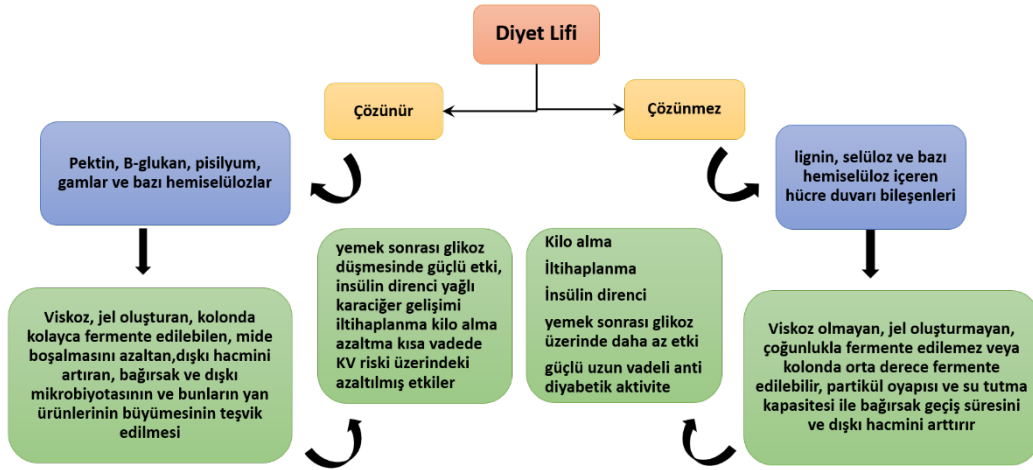 Diyet Lifi
Çözünür
Çözünmez
Pektin, B-glukan, pisilyum,
gamlar ve bazı hemiselülozlar
lignin, selüloz ve bazı
hemiselüloz içeren
hücre duvarı bileşenleri
Viskoz, jel oluşturan, kolonda
kolayca fermente edilebilen, mide
boşalmasını azaltan,dışkı hacmini
artıran, bağırsak ve dışkı
mikrobiyotasının ve bunların yan
ürünlerinin büyümesinin teşvik
edilmesi
yemek sonrası glikoz
düşmesinde güçlü etki,
insülin direnci yağlı
karaciğer gelişimi
iltihaplanma kilo alma
azaltma kısa vadede
KV riski üzerindeki
azaltılmış etkiler
Kilo alma
İltihaplanma
İnsülin direnci
yemek sonrası glikoz
üzerinde daha az etki
güçlü uzun vadeli anti
diyabetik aktivite
Viskoz olmayan, jel oluşturmayan,
çoğunlukla fermente edilemez veya
kolonda orta derece fermente
edilebilir, partikül oyapısı ve su tutma
kapasitesi ile bağırsak geçiş süresini
ve dışkı hacmini arttırır